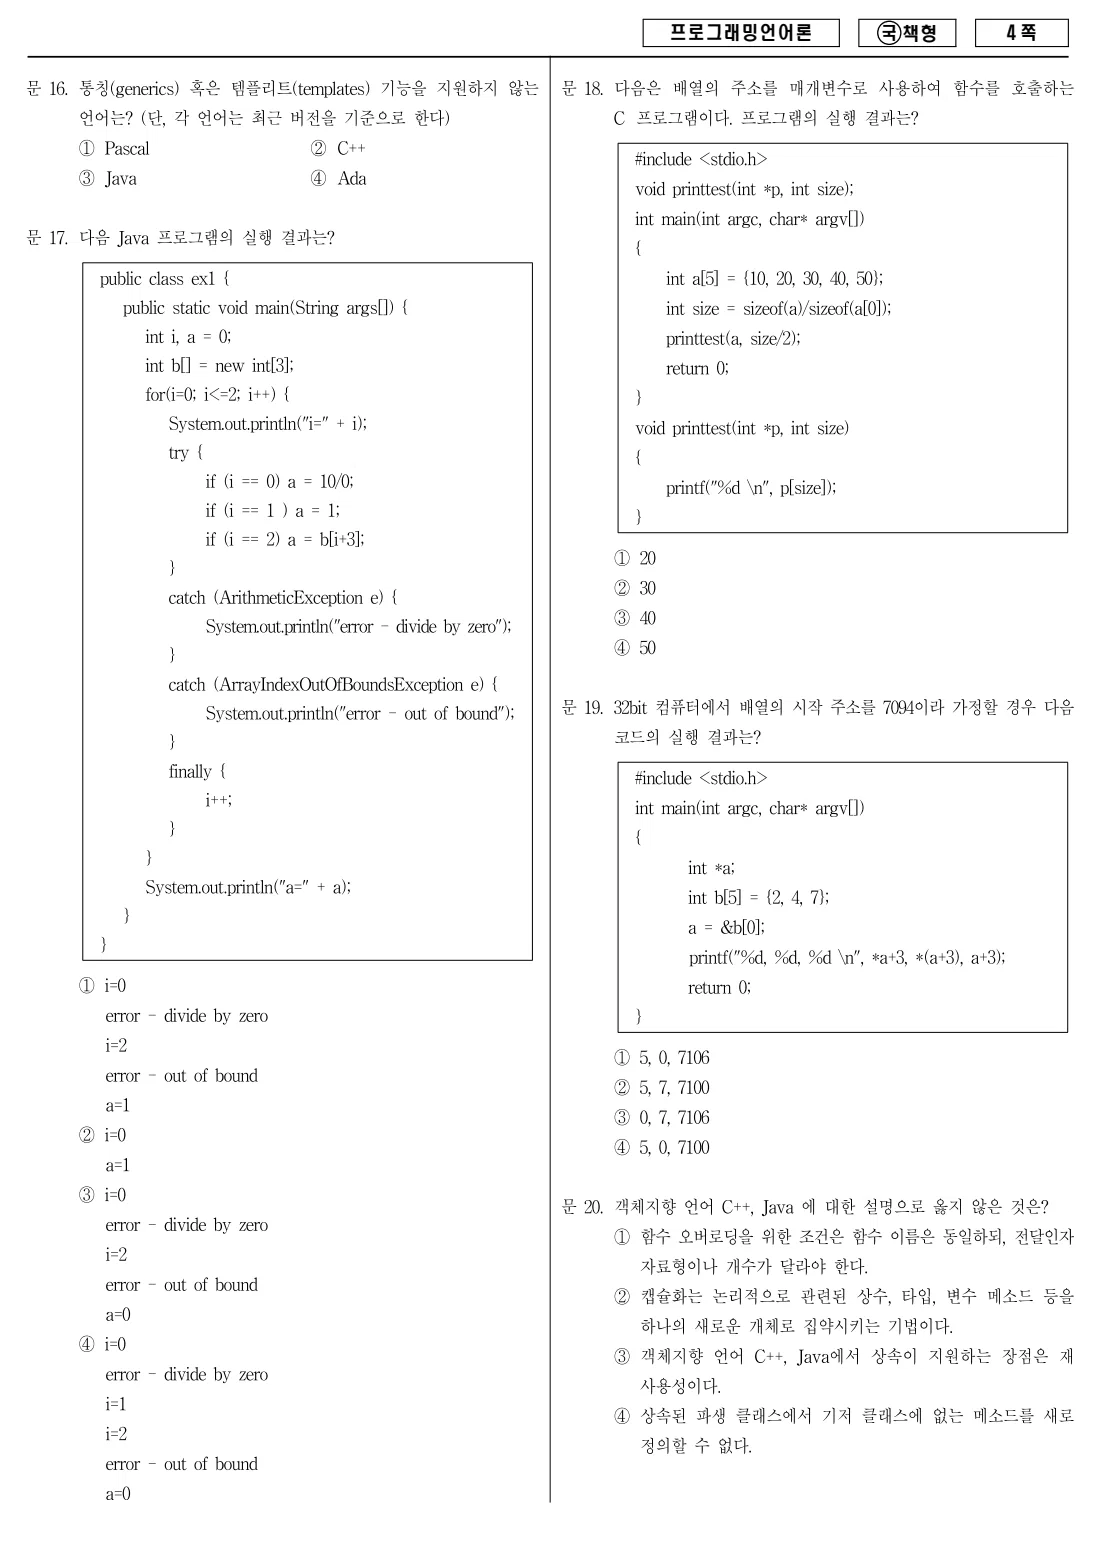 프로그래밍언어론 ㉿책형 4쪽
문 16. 통칭(generics) 혹은 템플리트(templates) 기능을 지원하지 않는
언어는? (단, 각 언어는 최근 버전을 기준으로 한다)
① Pascal ② C++
③ Java ④ Ada
문 17. 다음 Java 프로그램의 실행 결과는?
public class ex1 {
public static void main(String args[]) {
int i, a = 0;
int b[] = new int[3];
for(i=0; i<=2; i++) {
System.out.println("i=" + i);
try {
if (i == 0) a = 10/0;
if (i == 1 ) a = 1;
if (i == 2) a = b[i+3];
}
catch (ArithmeticException e) {
System.out.println("error - divide by zero");
}
catch (ArrayIndexOutOfBoundsException e) {
System.out.println("error - out of bound");
}
finally {
i++;
}
}
System.out.println("a=" + a);
}
}
① i=0
error - divide by zero
i=2
error - out of bound
a=1
② i=0
a=1
③ i=0
error - divide by zero
i=2
error - out of bound
a=0
④ i=0
error - divide by zero
i=1
i=2
error - out of bound
a=0
문 18. 다음은 배열의 주소를 매개변수로 사용하여 함수를 호출하는
C 프로그램이다. 프로그램의 실행 결과는?
#include <stdio.h>
void printtest(int *p, int size);
int main(int argc, char* argv[])
{
int a[5] = {10, 20, 30, 40, 50};
int size = sizeof(a)/sizeof(a[0]);
printtest(a, size/2);
return 0;
}
void printtest(int *p, int size)
{
printf("%d \n", p[size]);
}
① 20
② 30
③ 40
④ 50
문 19. 32bit 컴퓨터에서 배열의 시작 주소를 7094이라 가정할 경우 다음
코드의 실행 결과는?
#include <stdio.h>
int main(int argc, char* argv[])
{
int *a;
int b[5] = {2, 4, 7};
a = &b[0];
printf("%d, %d, %d \n", *a+3, *(a+3), a+3);
return 0;
}
① 5, 0, 7106
② 5, 7, 7100
③ 0, 7, 7106
④ 5, 0, 7100
문 20. 객체지향 언어 C++, Java 에 대한 설명으로 옳지 않은 것은?
① 함수 오버로딩을 위한 조건은 함수 이름은 동일하되, 전달인자
자료형이나 개수가 달라야 한다.
② 캡슐화는 논리적으로 관련된 상수, 타입, 변수 메소드 등을
하나의 새로운 개체로 집약시키는 기법이다.
③ 객체지향 언어 C++, Java에서 상속이 지원하는 장점은 재
사용성이다.
④ 상속된 파생 클래스에서 기저 클래스에 없는 메소드를 새로
정의할 수 없다.